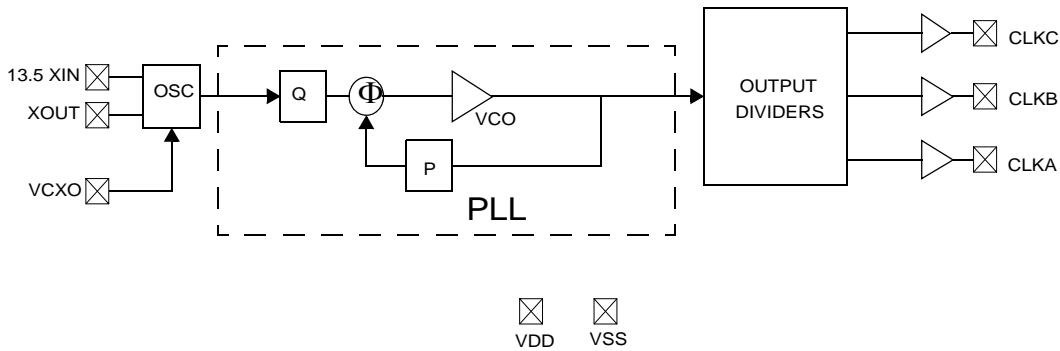 13.5 XIN
XOUT
VCXO
OSC
Q
Φ
VCO
P
PLL
OUTPUT
DIVIDERS
CLKC
CLKB
CLKA
VDD
VSS